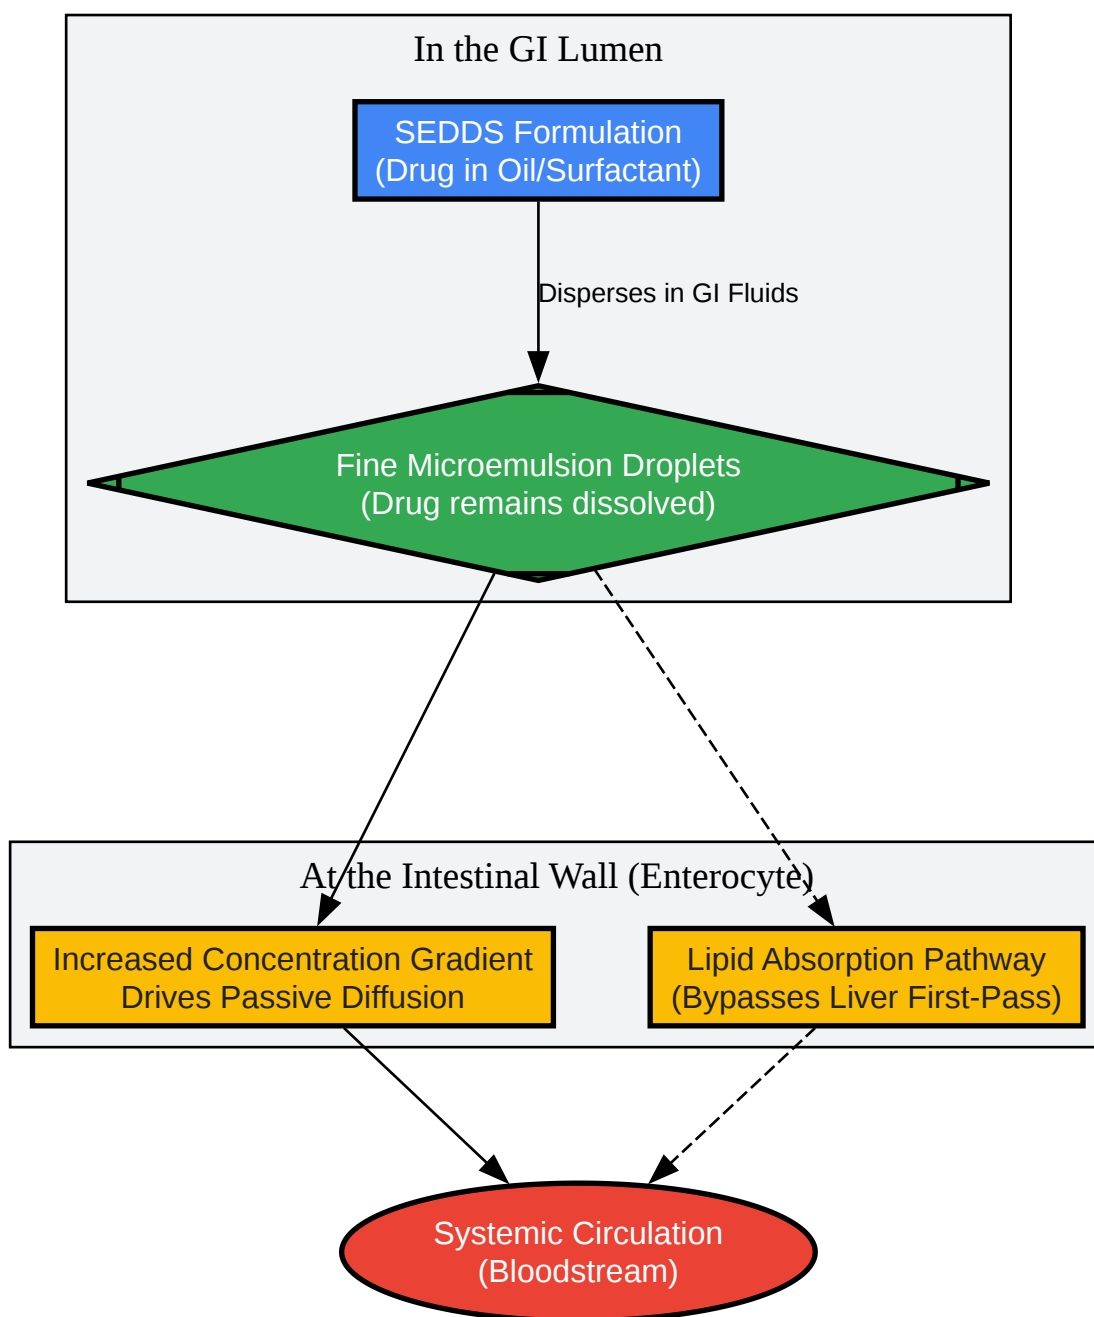 In the GI Lumen
SEDDS Formulation
(Drug in Oil/Surfactant)
Disperses in GI Fluids
Fine Microemulsion Droplets
(Drug remains dissolved)
At the Intestinal Wall (Enterocyte)
Increased Concentration Gradient
Drives Passive Diffusion
Lipid Absorption Pathway
(Bypasses Liver First-Pass)
Systemic Circulation
(Bloodstream)